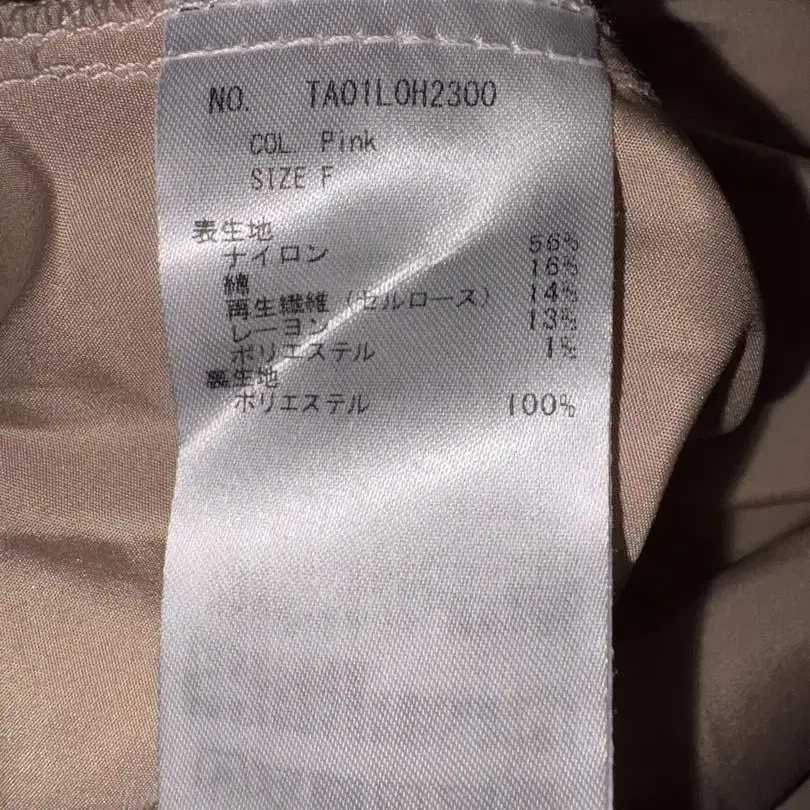 NO. TA01L0H2300
COL. Pink
SIZE F
表生地
ナイロン 56%
綿 16%
再生繊維(セルロース) 14%
レーヨン 13%
ポリエステル 1%
裏生地
ポリエステル 100%